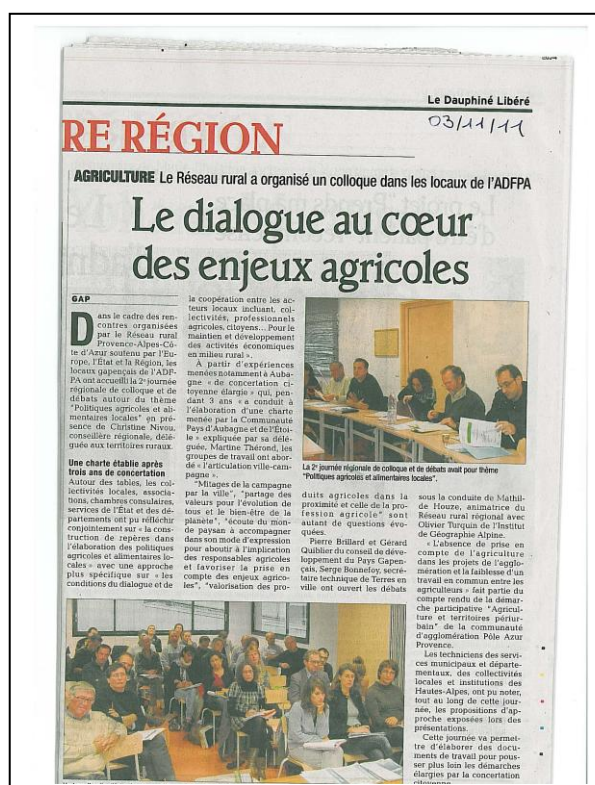 Le Dauphiné Libéré
03/11/11
RE RÉGION
AGRICULTURE Le Réseau rural a organisé un colloque dans les locaux de l'ADFPA
Le dialogue au cœur
des enjeux agricoles
GAP
Dans le cadre des ren-
contres organisées
par le Réseau rural
Provence-Alpes-Cô-
te d'Azur soutenu par l'Eu-
rope, l'État et la Région, les
locaux gapençais de l'ADF-
PA ont accueilli la 2e journée
régionale de colloque et de
débats autour du thème
"Politiques agricoles et ali-
mentaires locales" en pré-
sence de Christine Nivou,
conseillère régionale, délé-
guée aux territoires ruraux.
Une charte établie après
trois ans de concertation
Autour des tables, les col-
lectivités locales, associa-
tions, chambres consulaires,
services de l'État et des dé-
partements ont pu réfléchir
conjointement sur « la cons-
truction de repères dans
l'élaboration des politiques
agricoles et alimentaires lo-
cales » avec une approche
plus spécifique sur « les
conditions du dialogue et de
la coopération entre les ac-
teurs locaux incluant, col-
lectivités, professionnels
agricoles, citoyens... Pour le
maintien et développement
des activités économiques
en milieu rural ».
À partir d'expériences
menées notamment à Auba-
gne « de concertation ci-
toyenne élargie » qui, pen-
dant 3 ans « a conduit à
l'élaboration d'une charte
menée par la Communauté
Pays d'Aubagne et de l'Étoi-
le » expliquée par sa délé-
guée, Martine Thérond, les
groupes de travail ont abor-
dé « l'articulation ville-cam-
pagne ».
"Mitages de la campagne
par la ville", "partage des
valeurs pour l'évolution de
tous et le bien-être de la
planète", "écoute du mon-
de paysan à accompagner
dans son mode d'expression
pour aboutir à l'implication
des responsables agricoles
et favoriser la prise en
compte des enjeux agrico-
les", "valorisation des pro-
La 2e journée régionale de colloque et de débats avait pour thème
"Politiques agricoles et alimentaires locales".
duits agricoles dans la
proximité et celle de la pro-
fession agricole" sont
autant de questions évo-
quées.
Pierre Brillard et Gérard
Quiblier du conseil de déve-
loppement du Pays Gapen-
çais, Serge Bonnefoy, secré-
taire technique de Terres en
ville ont ouvert les débats
sous la conduite de Mathil-
de Houze, animatrice du
Réseau rural régional avec
Olivier Turquin de l'Institut
de Géographie Alpine.
« L'absence de prise en
compte de l'agriculture
dans les projets de l'agglo-
mération et la faiblesse d'un
travail en commun entre les
agriculteurs » fait partie du
compte rendu de la démar-
che participative "Agricul-
ture et territoires périur-
bain" de la communauté
d'agglomération Pôle Azur
Provence.
Les techniciens des servi-
ces municipaux et départe-
mentaux, des collectivités
locales et institutions des
Hautes-Alpes, ont pu noter,
tout au long de cette jour-
née, les propositions d'ap-
proche exposées lors des
présentations.
Cette journée va permet-
tre d'élaborer des docu-
ments de travail pour pous-
ser plus loin les démarches
élargies par la concertation
citoyenne.